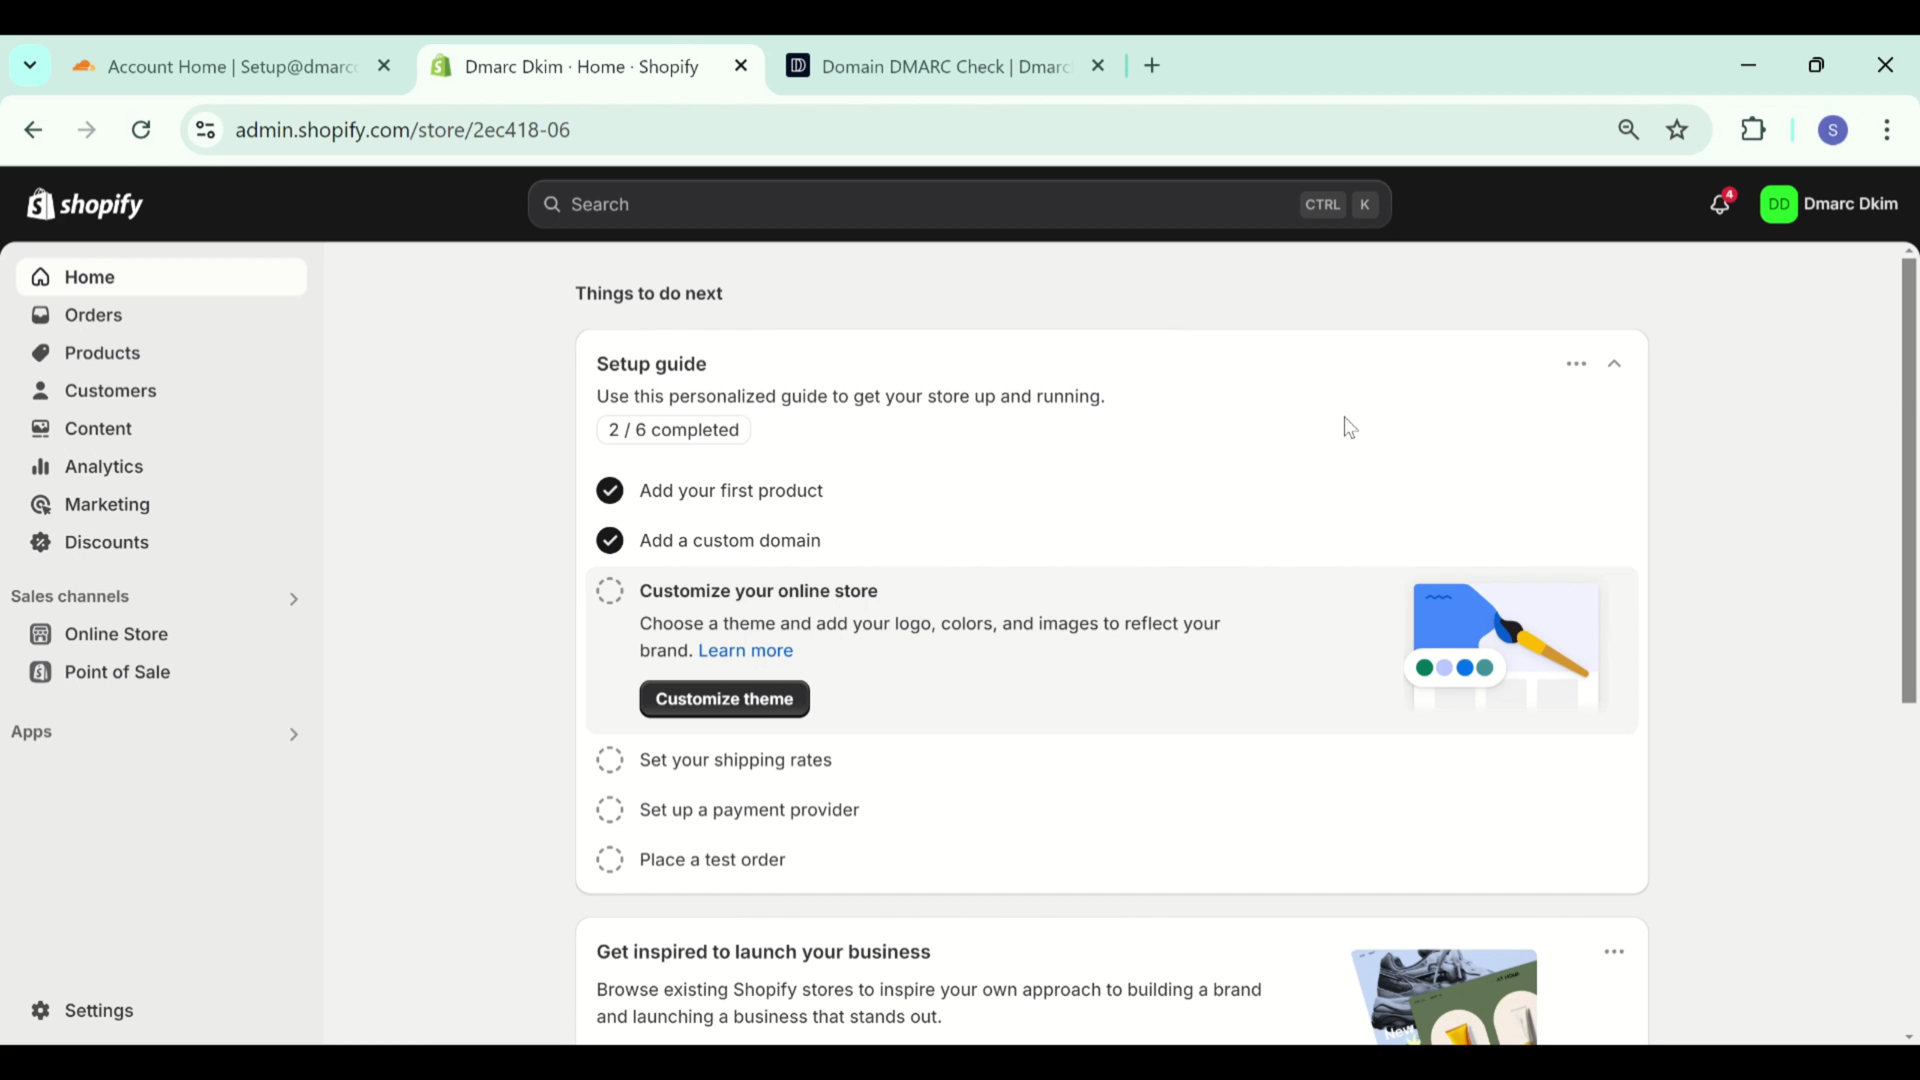 Account Home | Setup@dmarc
Dmarc Dkim · Home · Shopify
Domain DMARC Check | Dmarc
admin.shopify.com/store/2ec418-06
S
shopify
Search
CTRL K
4
DD Dmarc Dkim
Home
Orders
Products
Customers
Content
Analytics
Marketing
Discounts
Sales channels
Online Store
Point of Sale
Apps
Settings
Things to do next
Setup guide
Use this personalized guide to get your store up and running.
2 / 6 completed
Add your first product
Add a custom domain
Customize your online store
Choose a theme and add your logo, colors, and images to reflect your
brand. Learn more
Customize theme
Set your shipping rates
Set up a payment provider
Place a test order
Get inspired to launch your business
Browse existing Shopify stores to inspire your own approach to building a brand
and launching a business that stands out.
New